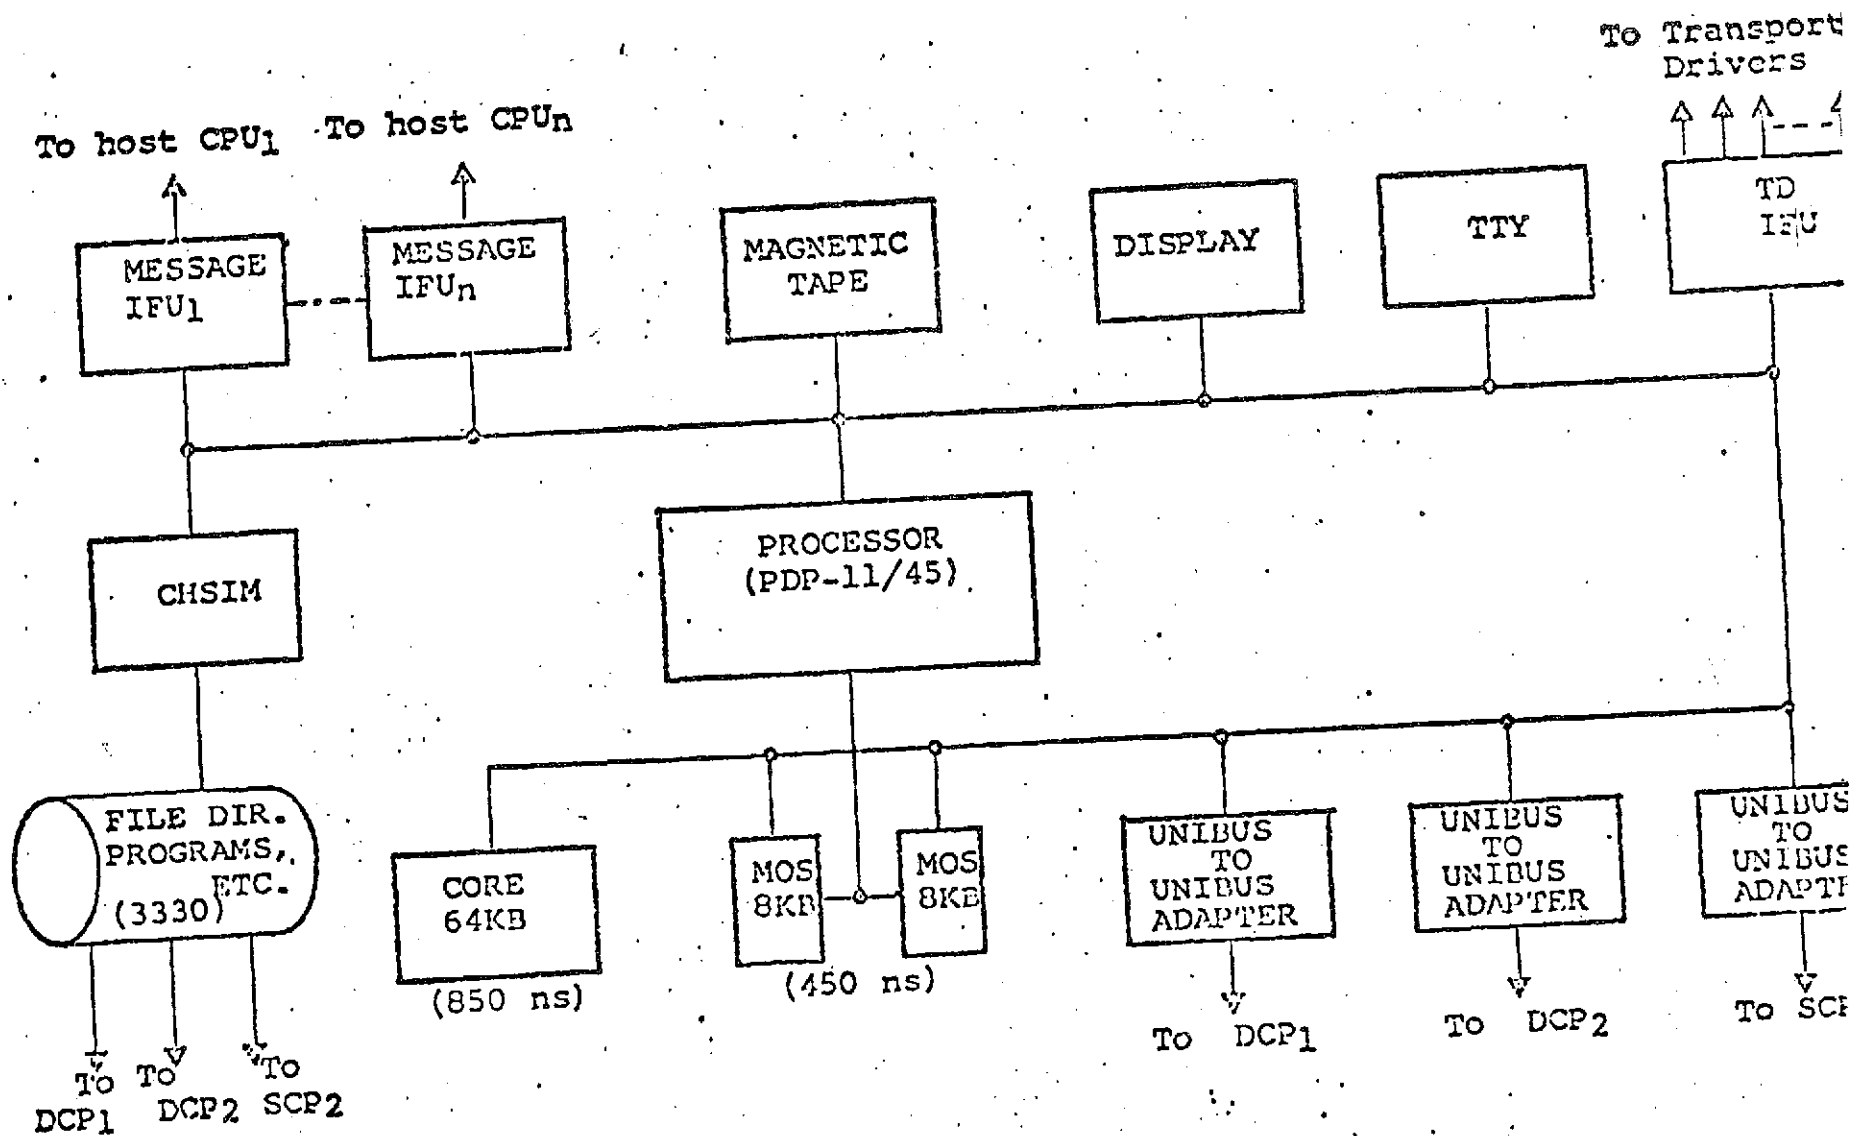 To Transport
Drivers
To host CPU1
To host CPUn
MESSAGE
IFU1
MESSAGE
IFUn
MAGNETIC
TAPE
DISPLAY
TTY
TD
IFU
CHSIM
PROCESSOR
(PDP-11/45)
FILE DIR.
PROGRAMS,
ETC.
(3330)
CORE
64KB
(850 ns)
MOS
8KB
MOS
8KB
(450 ns)
UNIBUS
TO
UNIBUS
ADAPTER
UNIBUS
TO
UNIBUS
ADAPTER
UNIBUS
TO
UNIBUS
ADAPTE
To DCP1
To DCP2
To SCP
To
DCP1
To
DCP2
To
SCP2